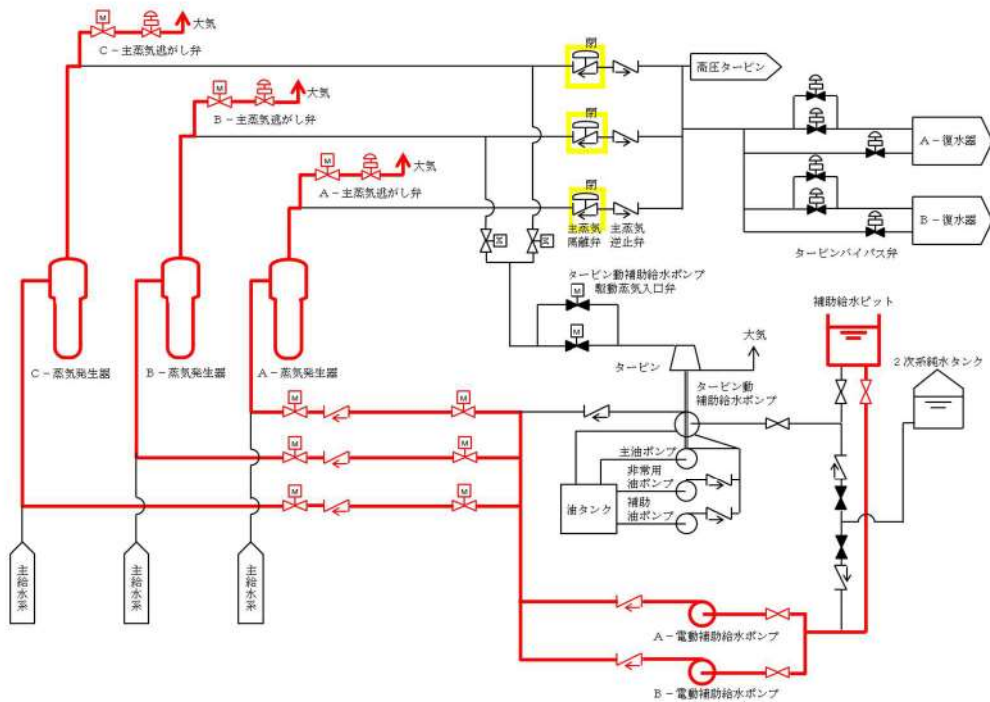 大気
M
C－主蒸気逃がし弁
大気
M
B－主蒸気逃がし弁
大気
M
A－主蒸気逃がし弁
閉
閉
閉
主蒸気
隔離弁
主蒸気
逆止弁
高圧タービン
A－復水器
B－復水器
タービンバイパス弁
M
M
タービン動補助給水ポンプ
駆動蒸気入口弁
M
M
タービン
大気
補助給水ピット
2次系純水タンク
C－蒸気発生器
B－蒸気発生器
A－蒸気発生器
タービン動
補助給水ポンプ
M
M
M
M
M
M
主油ポンプ
非常用
油ポンプ
補助
油ポンプ
油タンク
主給水系
主給水系
主給水系
A－電動補助給水ポンプ
B－電動補助給水ポンプ